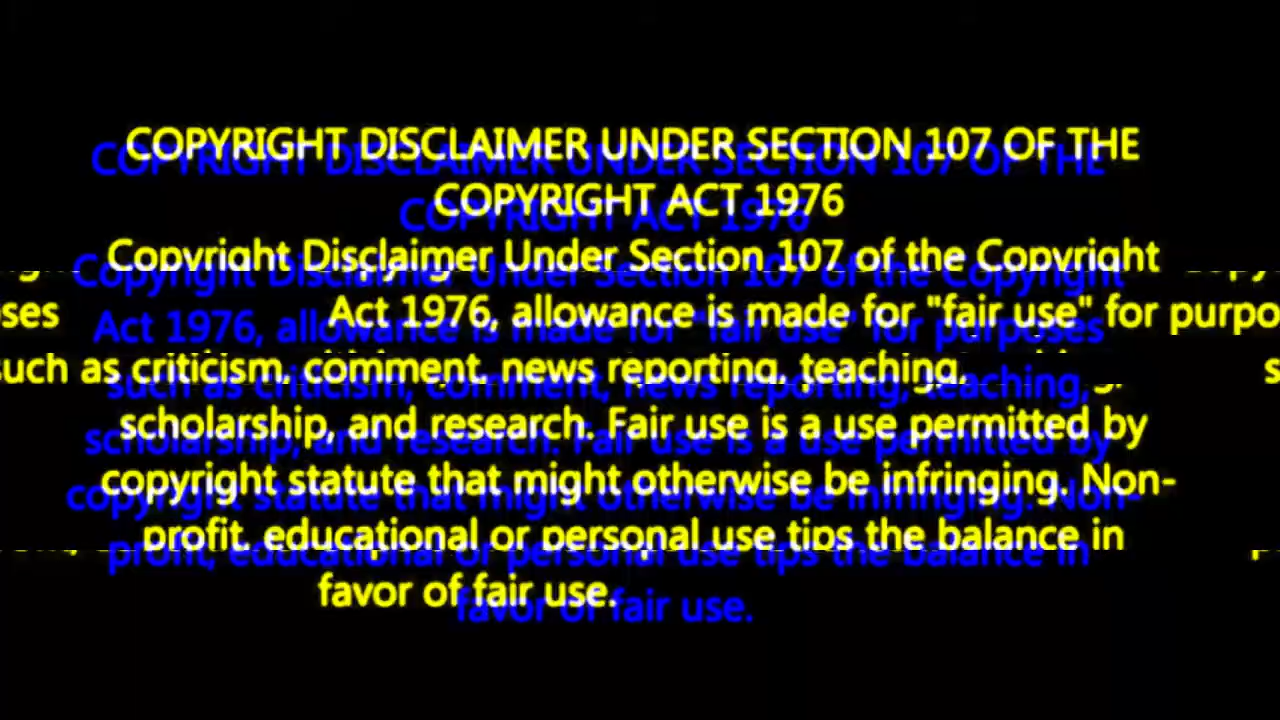 COPYRIGHT DISCLAIMER UNDER SECTION 107 OF THE
COPYRIGHT ACT 1976
Copyright Disclaimer Under Section 107 of the Copyright
Act 1976, allowance is made for "fair use" for purposes
such as criticism, comment, news reporting, teaching,
scholarship, and research. Fair use is a use permitted by
copyright statute that might otherwise be infringing. Non-
profit, educational or personal use tips the balance in
favor of fair use.